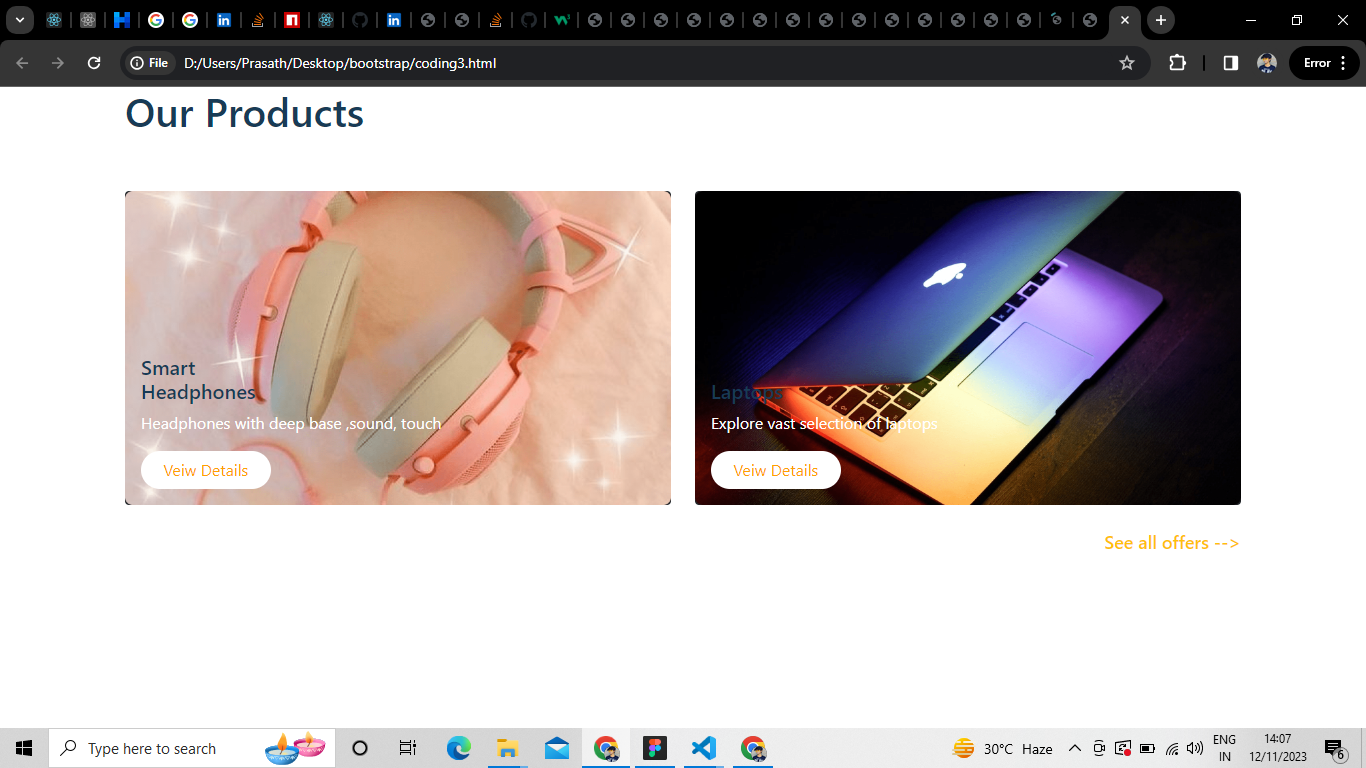 File
D:/Users/Prasath/Desktop/bootstrap/coding3.html
Error
Our Products
Smart
Headphones
Headphones with deep base ,sound, touch
Veiw Details
Laptops
Explore vast selection of laptops
Veiw Details
See all offers -->
Type here to search
30°C Haze
ENG
IN
14:07
12/11/2023
6